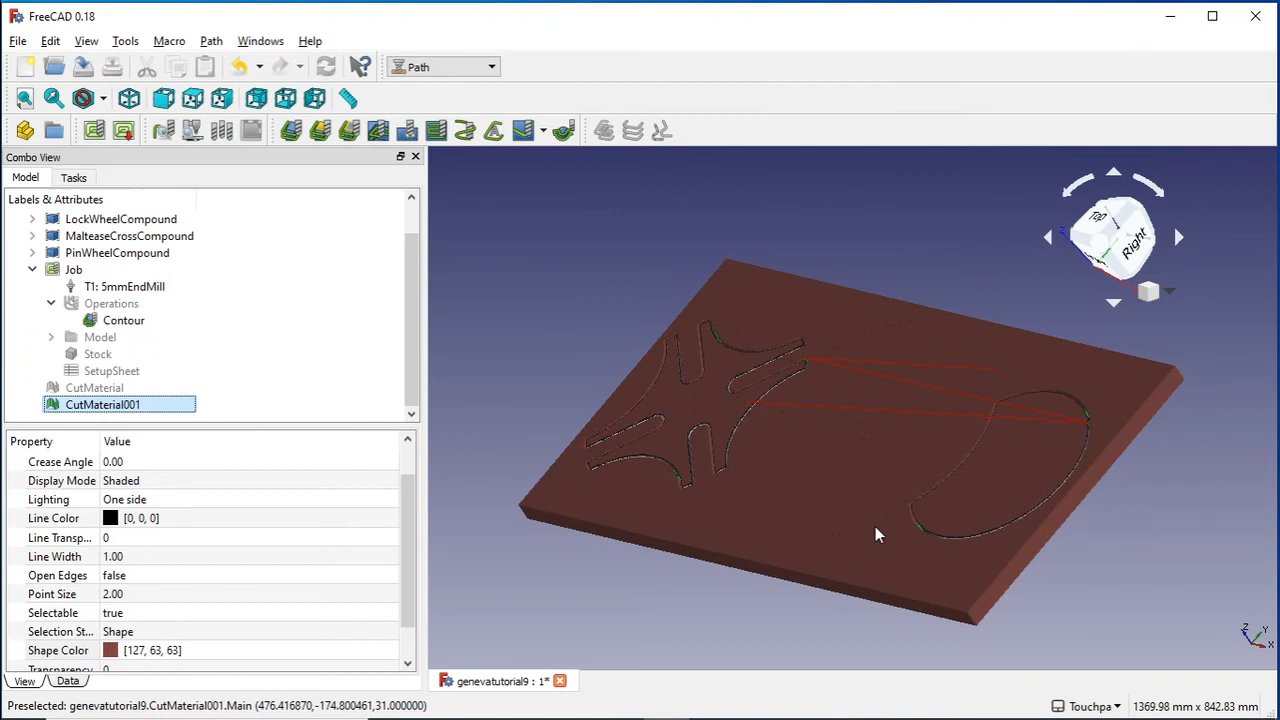 FreeCAD 0.18
File Edit View Tools Macro Path Windows Help
Path
Combo View
Model Tasks
Labels & Attributes
LockWheelCompound
MalteaseCrossCompound
PinWheelCompound
Job
T1: 5mmEndMill
Operations
Contour
Model
Stock
SetupSheet
CutMaterial
CutMaterial001
Property Value
Crease Angle 0.00
Display Mode Shaded
Lighting One side
Line Color [0, 0, 0]
Line Transp... 0
Line Width 1.00
Open Edges false
Point Size 2.00
Selectable true
Selection St... Shape
Shape Color [127, 63, 63]
Transparency 0
View Data
Top
Right
Z Y X
genevatutorial9 : 1*
Preselected: genevatutorial9.CutMaterial001.Main (476.416870,-174.800461,31.000000)
Touchpa 1369.98 mm x 842.83 mm